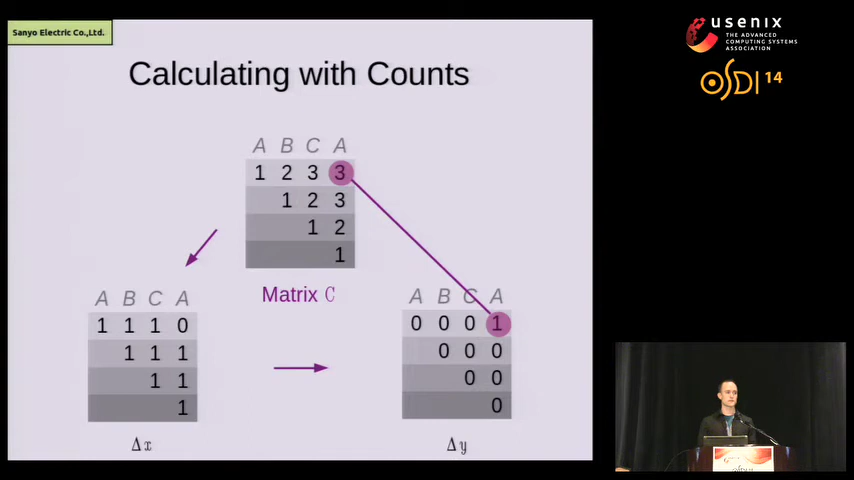 Sanyo Electric Co.,Ltd.
usenix
THE ADVANCED
COMPUTING SYSTEMS
ASSOCIATION
OSDI 14
Calculating with Counts
A B C A
1 2 3 3
1 2 3
1 2
1
Matrix C
A B C A
1 1 1 0
1 1 1
1 1
1
Δx
A B C A
0 0 0 1
0 0 0
0 0
0
Δy